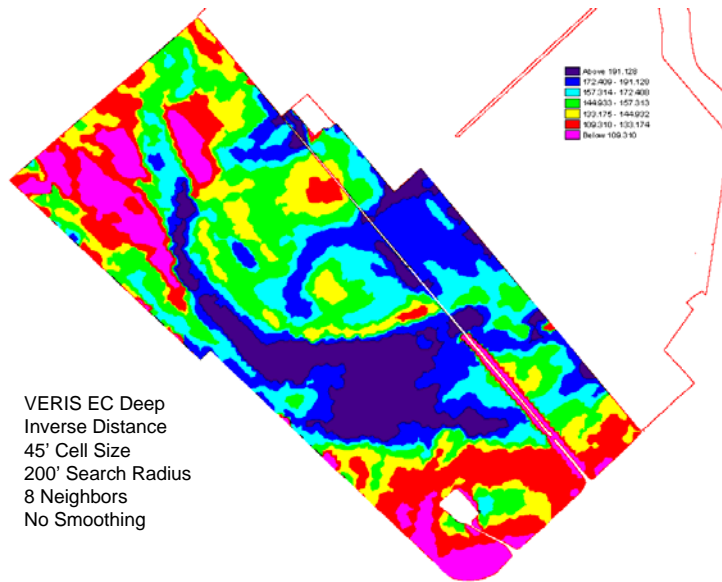 Above 191.128
172.409 - 191.128
157.314 - 172.408
144.933 - 157.313
133.175 - 144.932
109.310 - 133.174
Below 109.310
VERIS EC Deep
Inverse Distance
45’ Cell Size
200’ Search Radius
8 Neighbors
No Smoothing